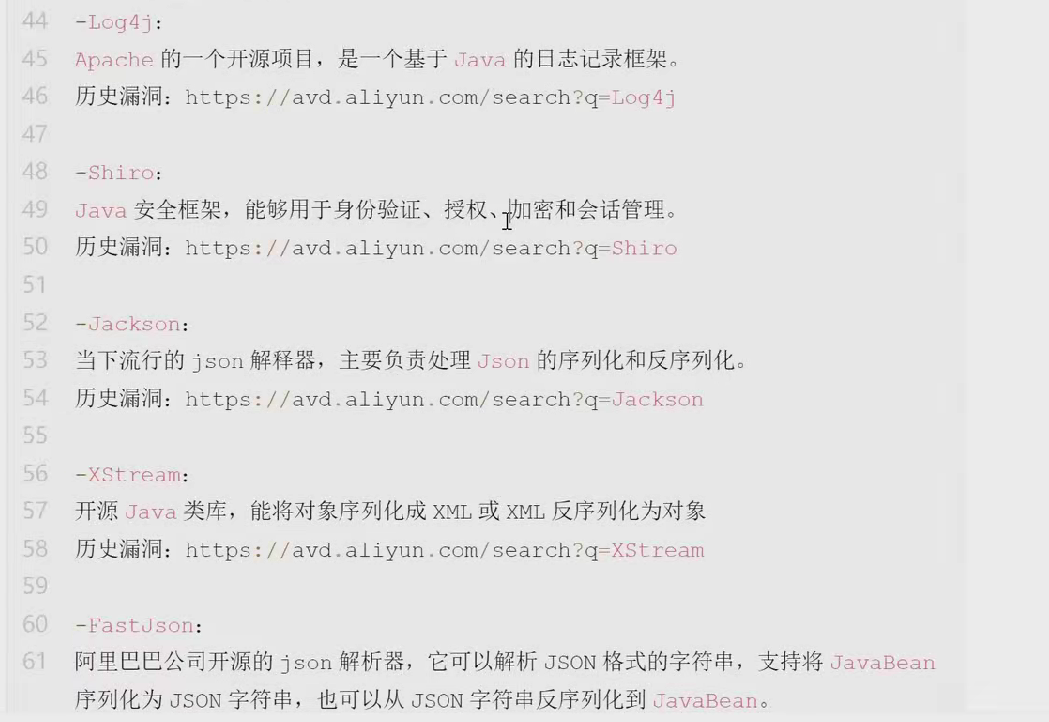 44 -Log4j:
45 Apache 的一个开源项目，是一个基于 Java 的日志记录框架。
46 历史漏洞：https://avd.aliyun.com/search?q=Log4j
47
48 -Shiro:
49 Java 安全框架，能够用于身份验证、授权、加密和会话管理。
50 历史漏洞：https://avd.aliyun.com/search?q=Shiro
51
52 -Jackson：
53 当下流行的 json 解释器，主要负责处理 Json 的序列化和反序列化。
54 历史漏洞：https://avd.aliyun.com/search?q=Jackson
55
56 -XStream：
57 开源 Java 类库，能将对象序列化成 XML 或 XML 反序列化为对象
58 历史漏洞：https://avd.aliyun.com/search?q=XStream
59
60 -FastJson：
61 阿里巴巴公司开源的 json 解析器，它可以解析 JSON 格式的字符串，支持将 JavaBean
序列化为 JSON 字符串，也可以从 JSON 字符串反序列化到 JavaBean。